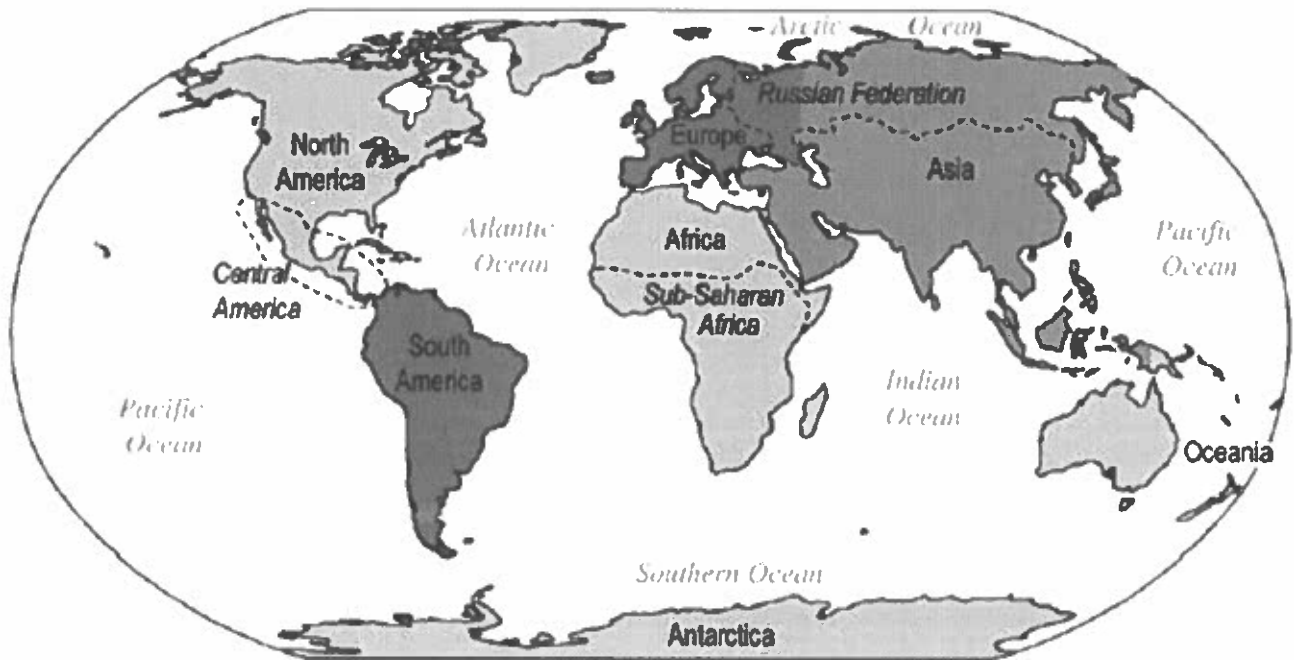 Arctic Ocean
Russian Federation
Europe
North
America
Asia
Atlantic
Ocean
Africa
Pacific
Ocean
Central
America
Sub-Saharan
Africa
South
America
Indian
Ocean
Pacific
Ocean
Oceania
Southern Ocean
Antarctica